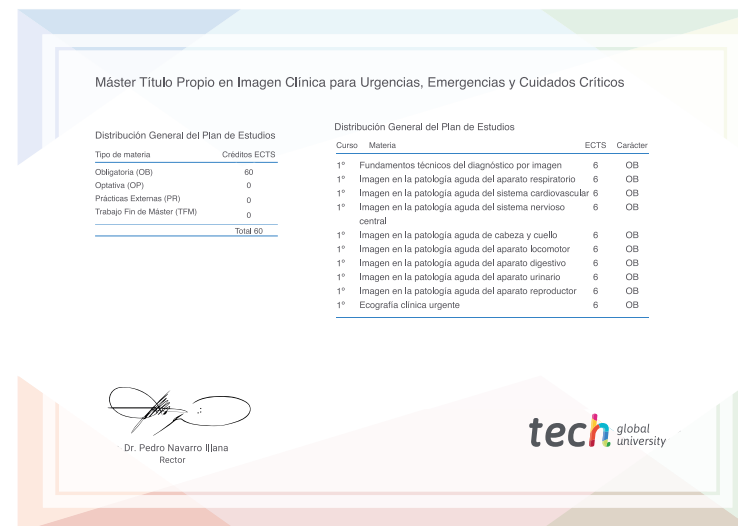 Máster Título Propio en Imagen Clínica para Urgencias, Emergencias y Cuidados Críticos
Distribución General del Plan de Estudios
Tipo de materia Créditos ECTS
Obligatoria (OB) 60
Optativa (OP) 0
Prácticas Externas (PR) 0
Trabajo Fin de Máster (TFM) 0
Total 60
Distribución General del Plan de Estudios
Curso Materia ECTS Carácter
1º Fundamentos técnicos del diagnóstico por imagen 6 OB
1º Imagen en la patología aguda del aparato respiratorio 6 OB
1º Imagen en la patología aguda del sistema cardiovascular 6 OB
1º Imagen en la patología aguda del sistema nervioso 6 OB
central
1º Imagen en la patología aguda de cabeza y cuello 6 OB
1º Imagen en la patología aguda del aparato locomotor 6 OB
1º Imagen en la patología aguda del aparato digestivo 6 OB
1º Imagen en la patología aguda del aparato urinario 6 OB
1º Imagen en la patología aguda del aparato reproductor 6 OB
1º Ecografía clínica urgente 6 OB
Dr. Pedro Navarro Illana
Rector
tech global
university